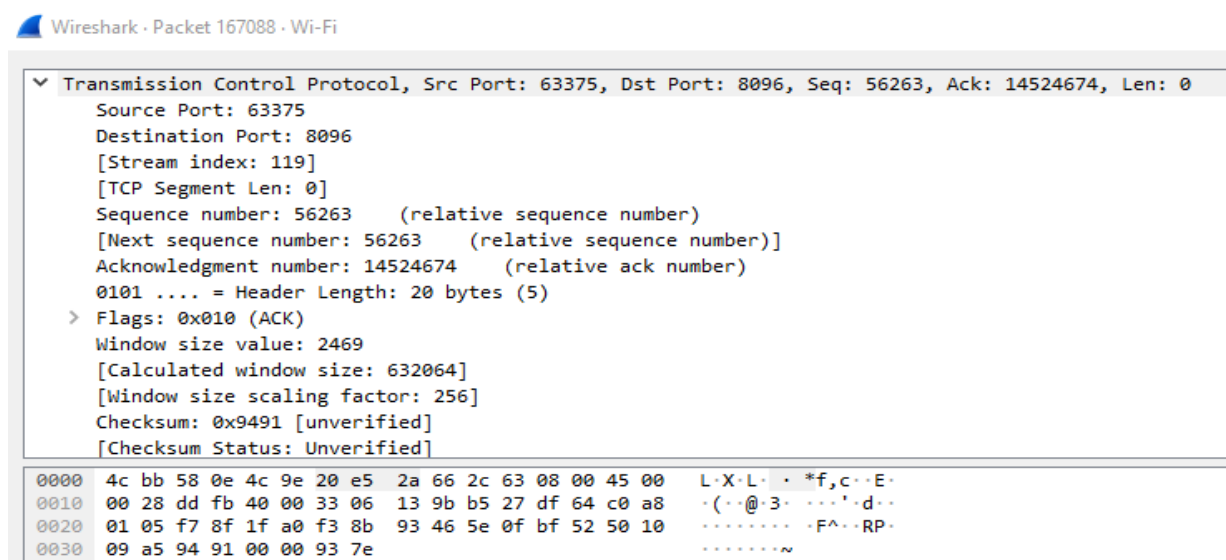 Wireshark · Packet 167088 · Wi-Fi
Transmission Control Protocol, Src Port: 63375, Dst Port: 8096, Seq: 56263, Ack: 14524674, Len: 0
Source Port: 63375
Destination Port: 8096
[Stream index: 119]
[TCP Segment Len: 0]
Sequence number: 56263    (relative sequence number)
[Next sequence number: 56263    (relative sequence number)]
Acknowledgment number: 14524674    (relative ack number)
0101 .... = Header Length: 20 bytes (5)
Flags: 0x010 (ACK)
Window size value: 2469
[Calculated window size: 632064]
[Window size scaling factor: 256]
Checksum: 0x9491 [unverified]
[Checksum Status: Unverified]
0000  4c bb 58 0e 4c 9e 20 e5  2a 66 2c 63 08 00 45 00   L·X·L· · *f,c··E·
0010  00 28 dd fb 40 00 33 06  13 9b b5 27 df 64 c0 a8   ·(··@·3· ···'·d··
0020  01 05 f7 8f 1f a0 f3 8b  93 46 5e 0f bf 52 50 10   ········ ·F^··RP·
0030  09 a5 94 91 00 00 93 7e                            ·······~